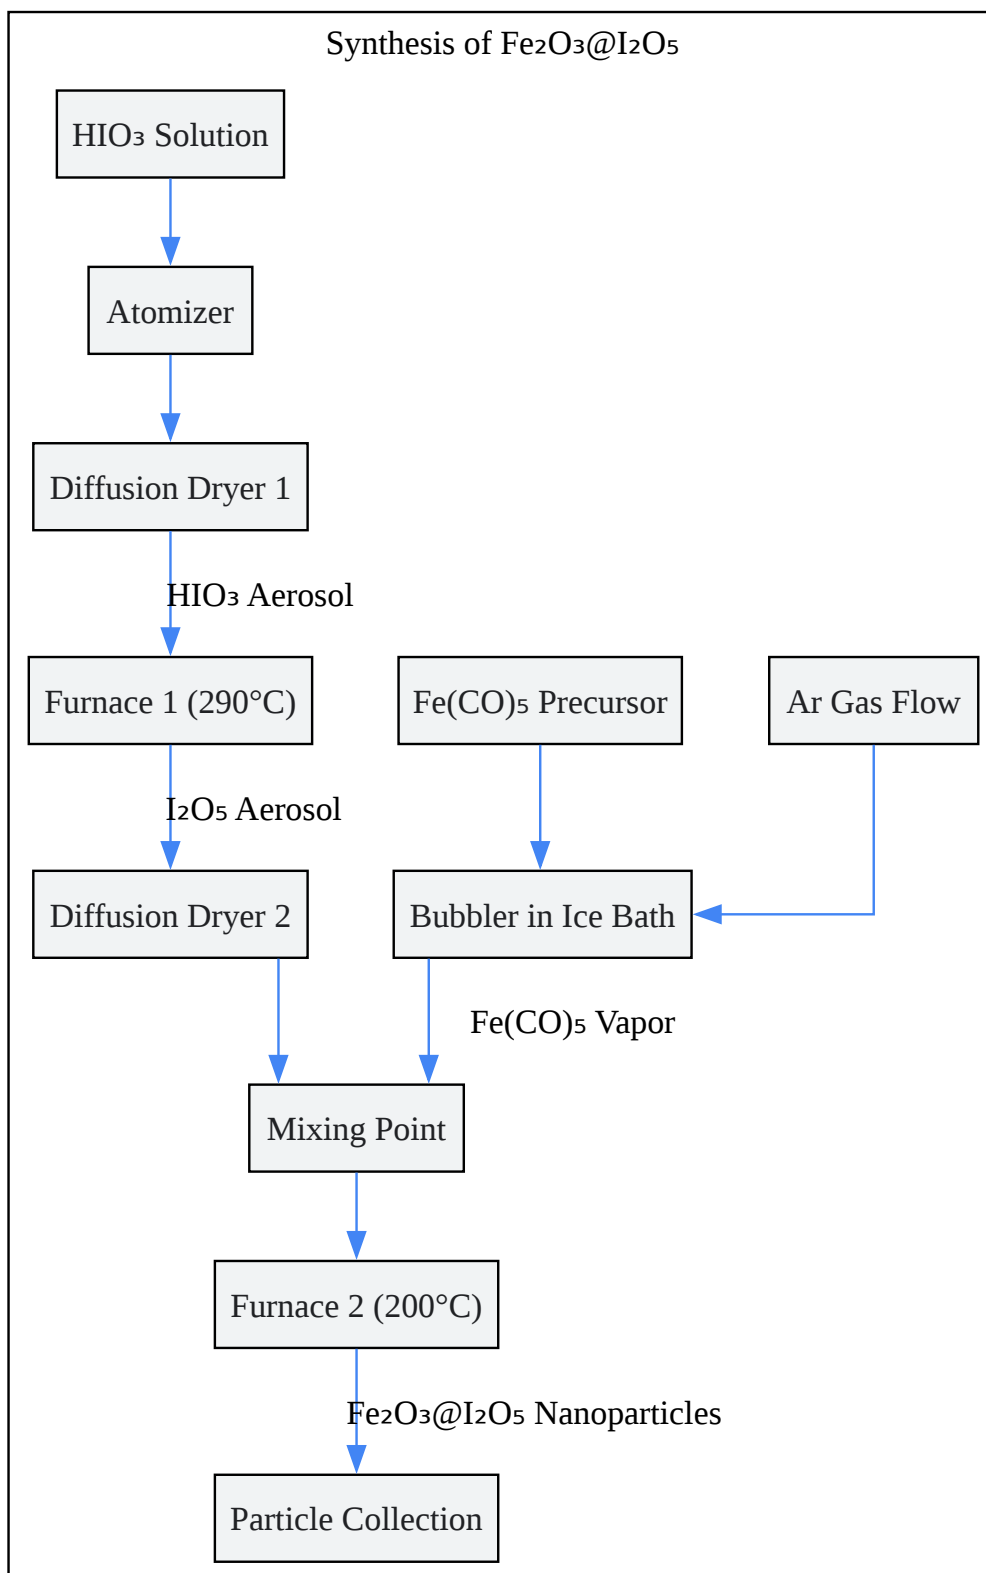 Synthesis of Fe₂O₃@I₂O₅
HIO₃ Solution
Atomizer
Diffusion Dryer 1
HIO₃ Aerosol
Furnace 1 (290°C)
Fe(CO)₅ Precursor
Ar Gas Flow
I₂O₅ Aerosol
Diffusion Dryer 2
Bubbler in Ice Bath
Fe(CO)₅ Vapor
Mixing Point
Furnace 2 (200°C)
Fe₂O₃@I₂O₅ Nanoparticles
Particle Collection